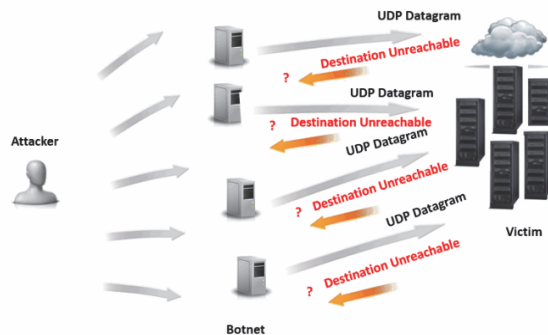 UDP Datagram
Destination Unreachable
?
UDP Datagram
?
Destination Unreachable
UDP Datagram
Attacker
Destination Unreachable
?
UDP Datagram
Victim
Destination Unreachable
?
Botnet